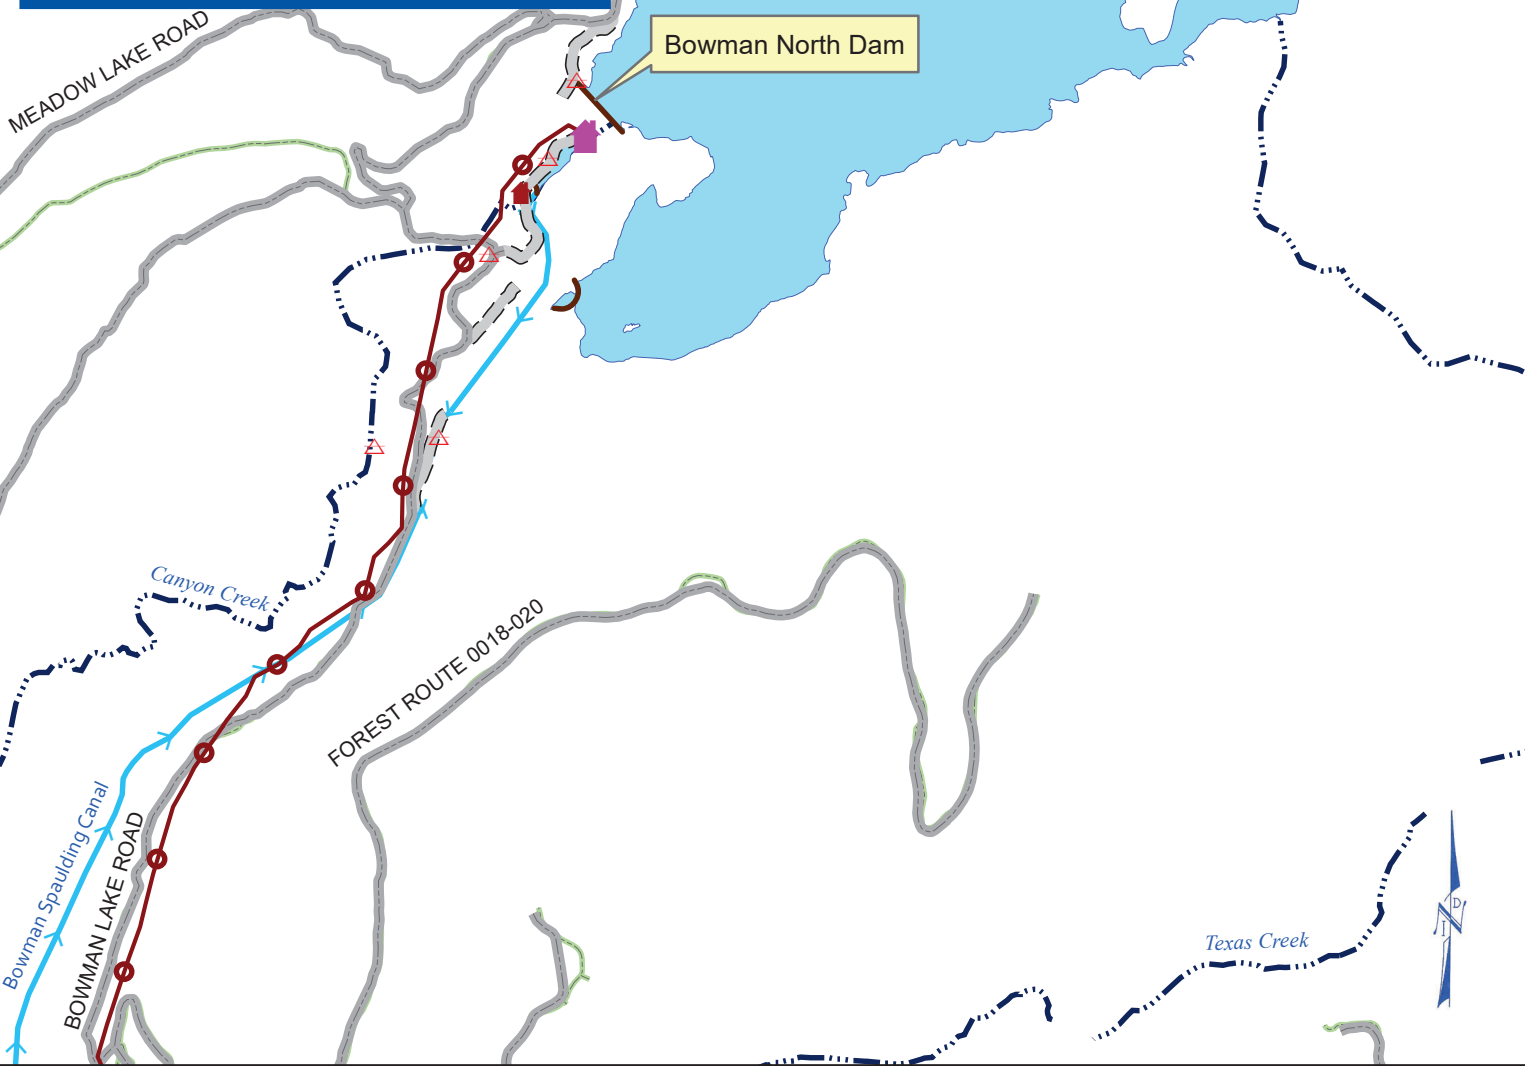 MEADOW LAKE ROAD
Bowman North Dam
Canyon Creek
FOREST ROUTE 0018-020
Bowman Spaulding Canal
BOWMAN LAKE ROAD
Texas Creek
N
I
D